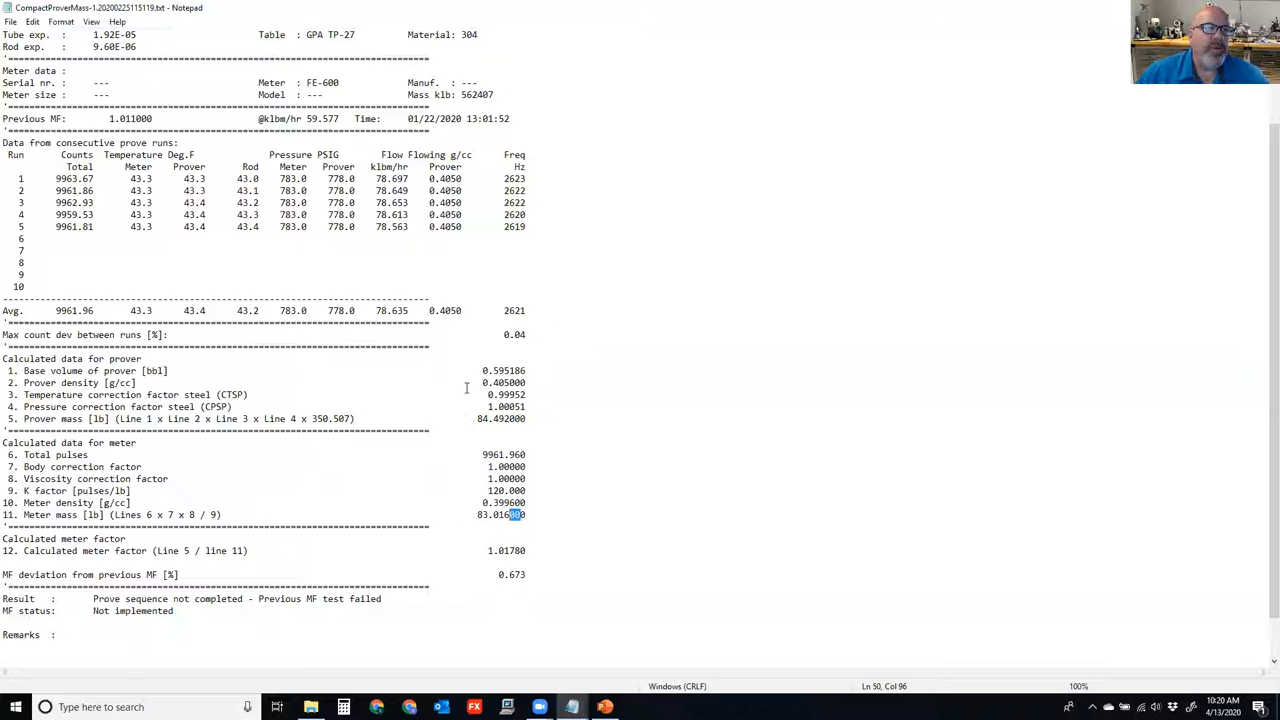 CompactProverMass-1.20200225115119.txt - Notepad
File Edit Format View Help
Tube exp. : 1.92E-05 Table : GPA TP-27 Material: 304
Rod exp. : 9.60E-06
'===============================================================================
Meter data :
Serial nr. : --- Meter : FE-600 Manuf. : ---
Meter size : --- Model : --- Mass klb: 562407
'===============================================================================
Previous MF: 1.011000 @klbm/hr 59.577 Time: 01/22/2020 13:01:52
'===============================================================================
Data from consecutive prove runs:
Run Counts Temperature Deg.F Pressure PSIG Flow Flowing g/cc Freq
Total Meter Prover Rod Meter Prover klbm/hr Prover Hz
1 9963.67 43.3 43.3 43.0 783.0 778.0 78.697 0.4050 2623
2 9961.86 43.3 43.3 43.1 783.0 778.0 78.649 0.4050 2622
3 9962.93 43.3 43.4 43.2 783.0 778.0 78.653 0.4050 2622
4 9959.53 43.3 43.4 43.3 783.0 778.0 78.613 0.4050 2620
5 9961.81 43.3 43.4 43.4 783.0 778.0 78.563 0.4050 2619
6
7
8
9
10
--------------------------------------------------------------------------------
Avg. 9961.96 43.3 43.4 43.2 783.0 778.0 78.635 0.4050 2621
'===============================================================================
Max count dev between runs [%]: 0.04
'===============================================================================
Calculated data for prover
1. Base volume of prover [bbl] 0.595186
2. Prover density [g/cc] 0.405000
3. Temperature correction factor steel (CTSP) 0.99952
4. Pressure correction factor steel (CPSP) 1.00051
5. Prover mass [lb] (Line 1 x Line 2 x Line 3 x Line 4 x 350.507) 84.492000
'===============================================================================
Calculated data for meter
6. Total pulses 9961.960
7. Body correction factor 1.00000
8. Viscosity correction factor 1.00000
9. K factor [pulses/lb] 120.000
10. Meter density [g/cc] 0.399600
11. Meter mass [lb] (Lines 6 x 7 x 8 / 9) 83.016000
'===============================================================================
Calculated meter factor
12. Calculated meter factor (Line 5 / line 11) 1.01780
MF deviation from previous MF [%] 0.673
'===============================================================================
Result : Prove sequence not completed - Previous MF test failed
MF status: Not implemented
Remarks :
Windows (CRLF) Ln 50, Col 96 100%
Type here to search
10:20 AM
4/13/2020